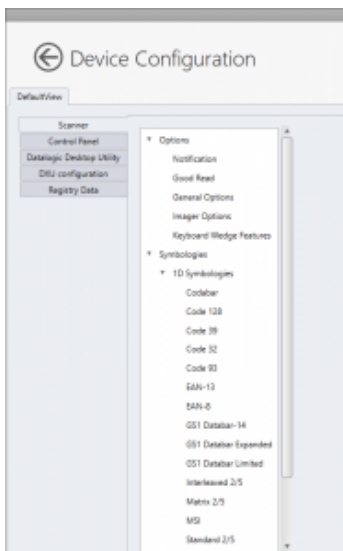 Device Configuration
DefaultView
Scanner
Control Panel
Datalogic Desktop Utility
DXU configuration
Registry Data
Options
Notification
Good Read
General Options
Imager Options
Keyboard Wedge Features
Symbologies
1D Symbologies
Codabar
Code 128
Code 39
Code 32
Code 93
EAN-13
EAN-8
GS1 Databar-14
GS1 Databar Expanded
GS1 Databar Limited
Interleaved 2/5
Matrix 2/5
MSI
Standard 2/5